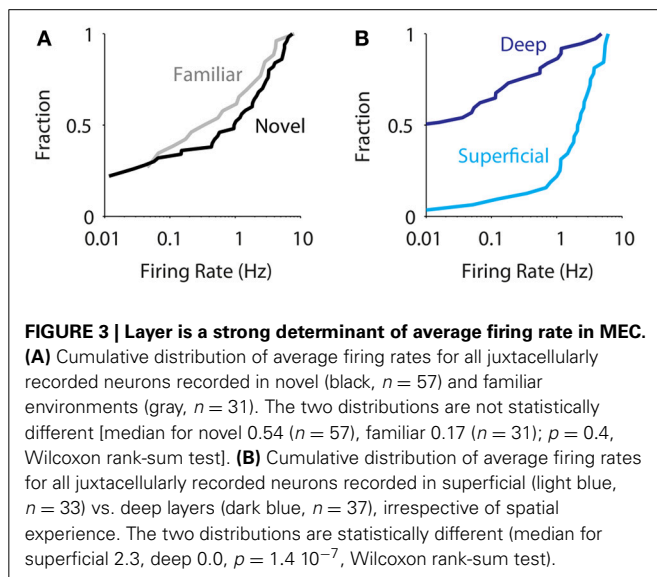 A
B
Familiar
Novel
Fraction
1
0.5
0
0.01 0.1 1 10
Firing Rate (Hz)
Deep
Superficial
Fraction
1
0.5
0
0.01 0.1 1 10
Firing Rate (Hz)
FIGURE 3 | Layer is a strong determinant of average firing rate in MEC.
(A) Cumulative distribution of average firing rates for all juxtacellularly
recorded neurons recorded in novel (black, n = 57) and familiar
environments (gray, n = 31). The two distributions are not statistically
different [median for novel 0.54 (n = 57), familiar 0.17 (n = 31); p = 0.4,
Wilcoxon rank-sum test]. (B) Cumulative distribution of average firing rates
for all juxtacellularly recorded neurons recorded in superficial (light blue,
n = 33) vs. deep layers (dark blue, n = 37), irrespective of spatial
experience. The two distributions are statistically different (median for
superficial 2.3, deep 0.0, p = 1.4 10⁻⁷, Wilcoxon rank-sum test).